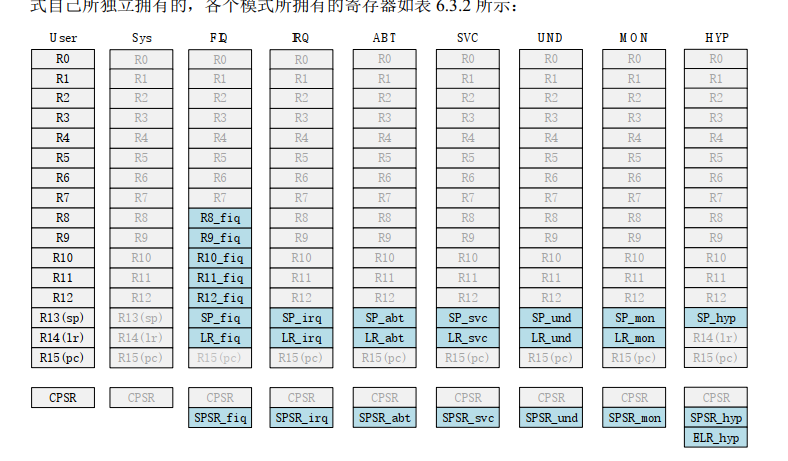 式自己所独立拥有的，各个模式所拥有的寄存器如表 6.3.2 所示：
User Sys FIQ IRQ ABT SVC UND MON HYP
R0 R0 R0 R0 R0 R0 R0 R0 R0
R1 R1 R1 R1 R1 R1 R1 R1 R1
R2 R2 R2 R2 R2 R2 R2 R2 R2
R3 R3 R3 R3 R3 R3 R3 R3 R3
R4 R4 R4 R4 R4 R4 R4 R4 R4
R5 R5 R5 R5 R5 R5 R5 R5 R5
R6 R6 R6 R6 R6 R6 R6 R6 R6
R7 R7 R7 R7 R7 R7 R7 R7 R7
R8 R8 R8_fiq R8 R8 R8 R8 R8 R8
R9 R9 R9_fiq R9 R9 R9 R9 R9 R9
R10 R10 R10_fiq R10 R10 R10 R10 R10 R10
R11 R11 R11_fiq R11 R11 R11 R11 R11 R11
R12 R12 R12_fiq R12 R12 R12 R12 R12 R12
R13(sp) R13(sp) SP_fiq SP_irq SP_abt SP_svc SP_und SP_mon SP_hyp
R14(lr) R14(lr) LR_fiq LR_irq LR_abt LR_svc LR_und LR_mon R14(lr)
R15(pc) R15(pc) R15(pc) R15(pc) R15(pc) R15(pc) R15(pc) R15(pc) R15(pc)
CPSR CPSR CPSR CPSR CPSR CPSR CPSR CPSR CPSR
SPSR_fiq SPSR_irq SPSR_abt SPSR_svc SPSR_und SPSR_mon SPSR_hyp
ELR_hyp